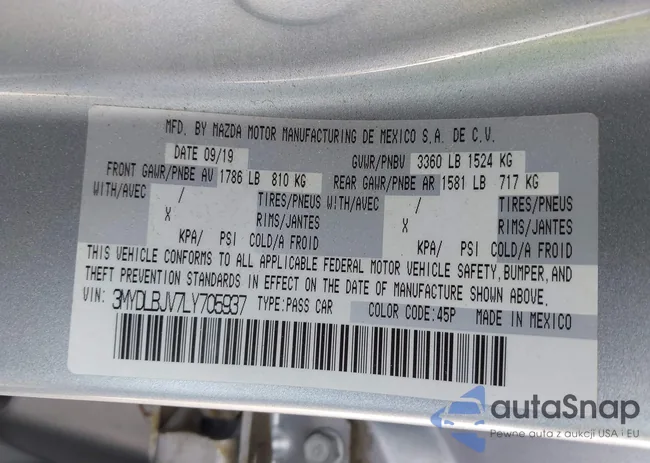 MFD. BY MAZDA MOTOR MANUFACTURING DE MEXICO S.A. DE C.V.
DATE 09/19 GVWR/PNBV 3360 LB 1524 KG
FRONT GAWR/PNBE AV 1786 LB 810 KG REAR GAWR/PNBE AR 1581 LB 717 KG
WITH/AVEC / TIRES/PNEUS WITH/AVEC / TIRES/PNEUS
X RIMS/JANTES X RIMS/JANTES
KPA/ PSI COLD/A FROID KPA/ PSI COLD/A FROID
THIS VEHICLE CONFORMS TO ALL APPLICABLE FEDERAL MOTOR VEHICLE SAFETY, BUMPER, AND
THEFT PREVENTION STANDARDS IN EFFECT ON THE DATE OF MANUFACTURE SHOWN ABOVE.
VIN: 3MYDLBJV7LY705937 TYPE:PASS CAR COLOR CODE:45P MADE IN MEXICO
autaSnap
Pewne auta z aukcji USA i EU